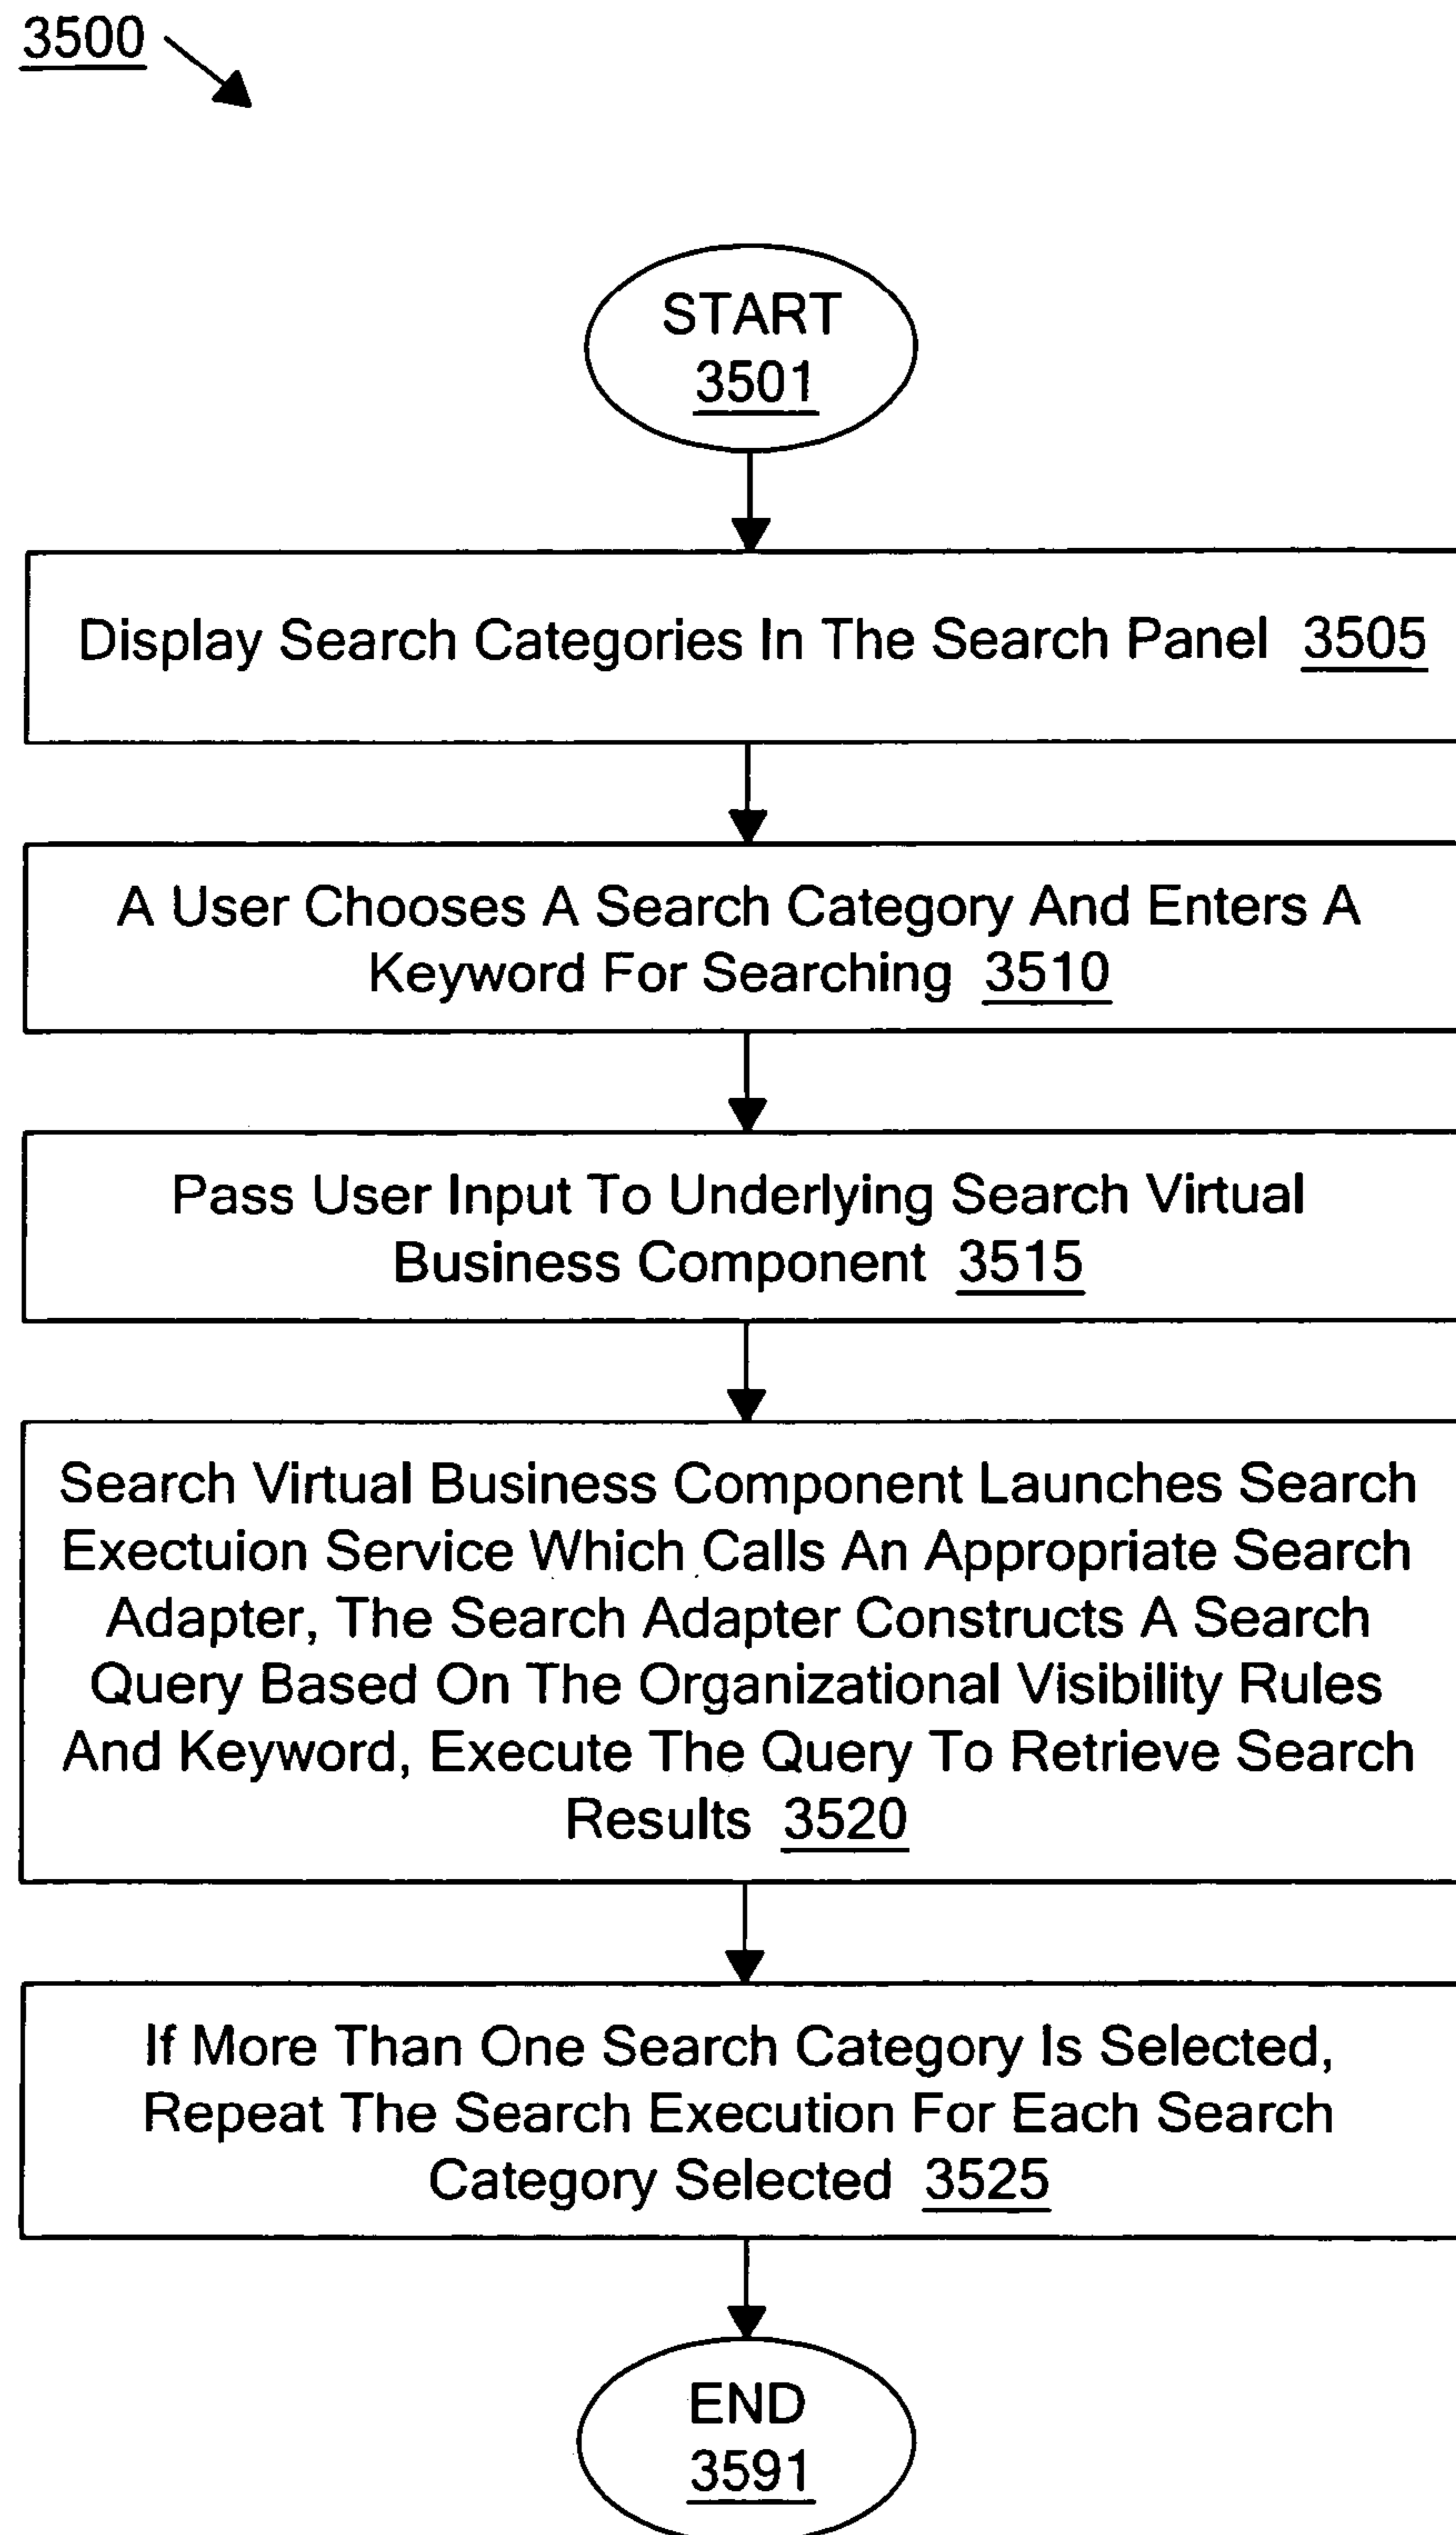 3500
START
3501
Display Search Categories In The Search Panel 3505
A User Chooses A Search Category And Enters A
Keyword For Searching 3510
Pass User Input To Underlying Search Virtual
Business Component 3515
Search Virtual Business Component Launches Search
Exectuion Service Which Calls An Appropriate Search
Adapter, The Search Adapter Constructs A Search
Query Based On The Organizational Visibility Rules
And Keyword, Execute The Query To Retrieve Search
Results 3520
If More Than One Search Category Is Selected,
Repeat The Search Execution For Each Search
Category Selected 3525
END
3591